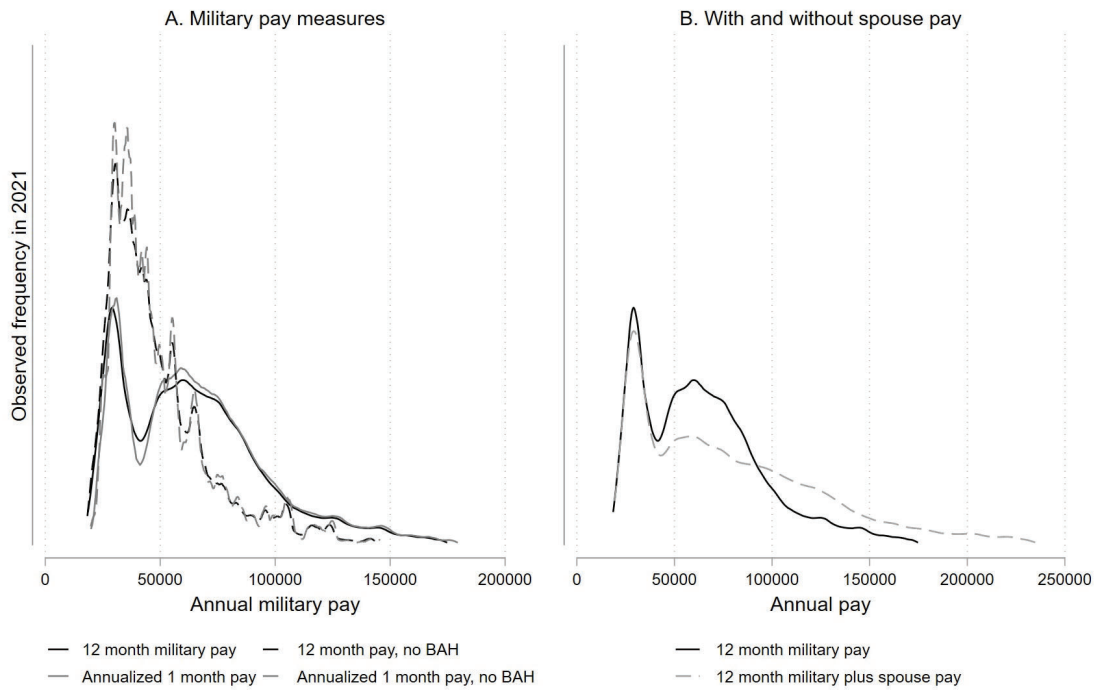 A. Military pay measures
B. With and without spouse pay
Observed frequency in 2021
0 50000 100000 150000 200000
Annual military pay
0 50000 100000 150000 200000 250000
Annual pay
12 month military pay
12 month pay, no BAH
Annualized 1 month pay
Annualized 1 month pay, no BAH
12 month military pay
12 month military plus spouse pay